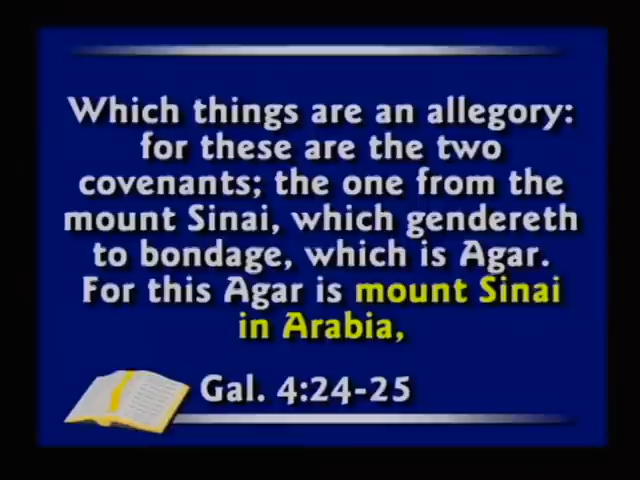 Which things are an allegory:
for these are the two
covenants; the one from the
mount Sinai, which gendereth
to bondage, which is Agar.
For this Agar is mount Sinai
in Arabia,
Gal. 4:24-25